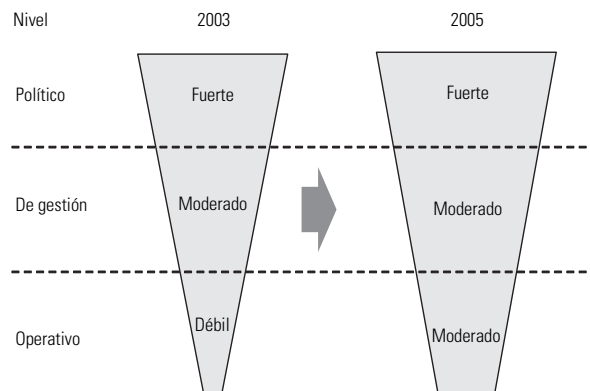 Nivel 2003 2005
Político Fuerte Fuerte
De gestión Moderado Moderado
Operativo Débil Moderado